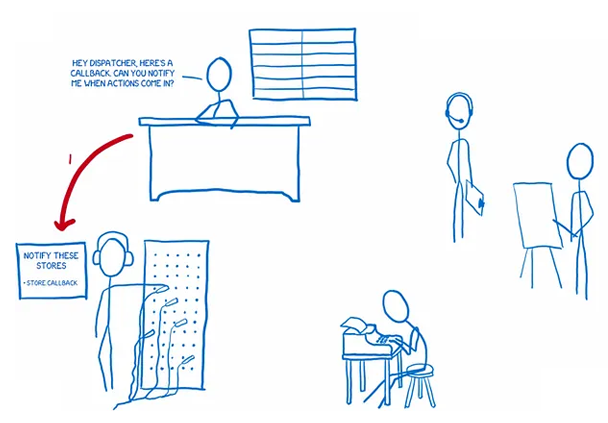 HEY DISPATCHER, HERE'S A
CALLBACK. CAN YOU NOTIFY
ME WHEN ACTIONS COME IN?
1
NOTIFY THESE
STORES
• STORE CALLBACK